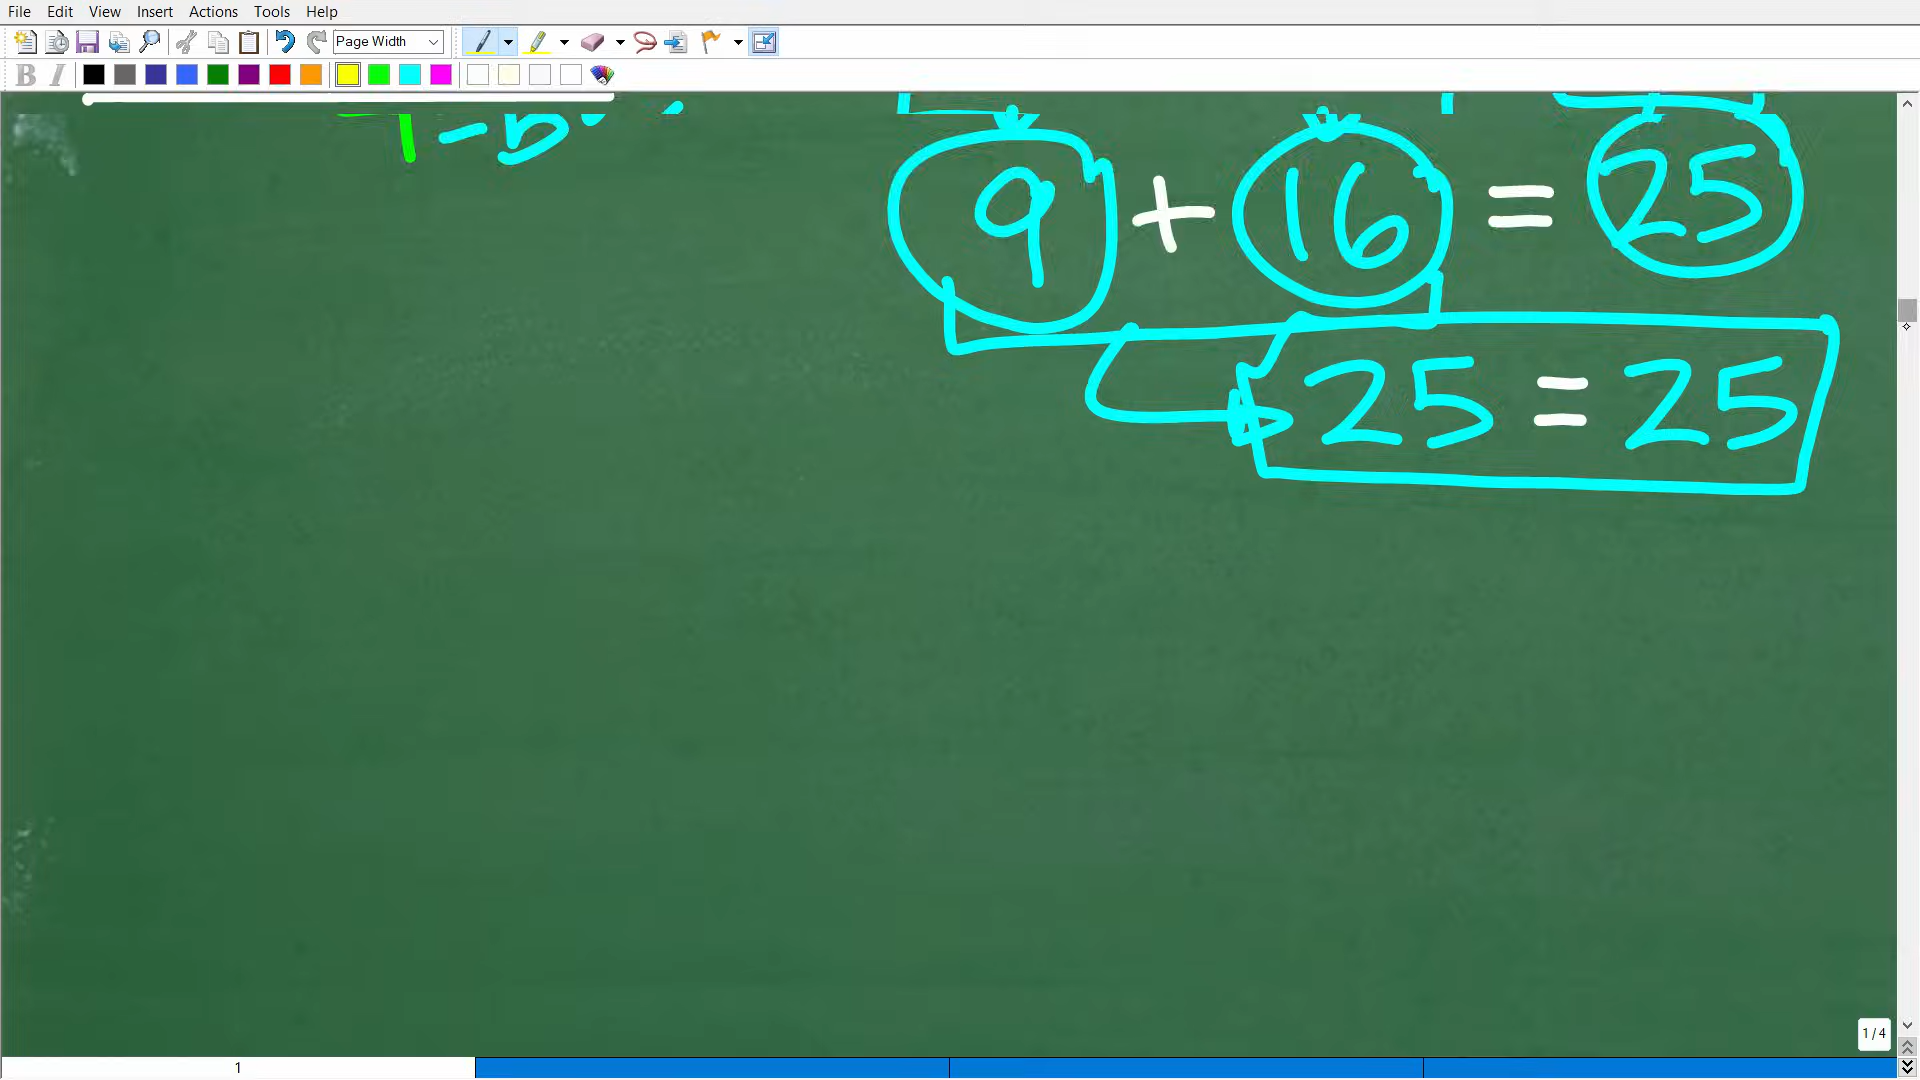 File Edit View Insert Actions Tools Help
Page Width
B I
9 + 16 = 25
25 = 25
1 / 4
1